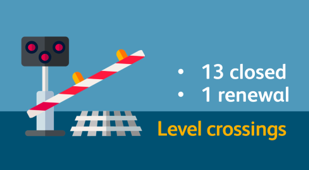 • 13 closed
• 1 renewal
Level crossings